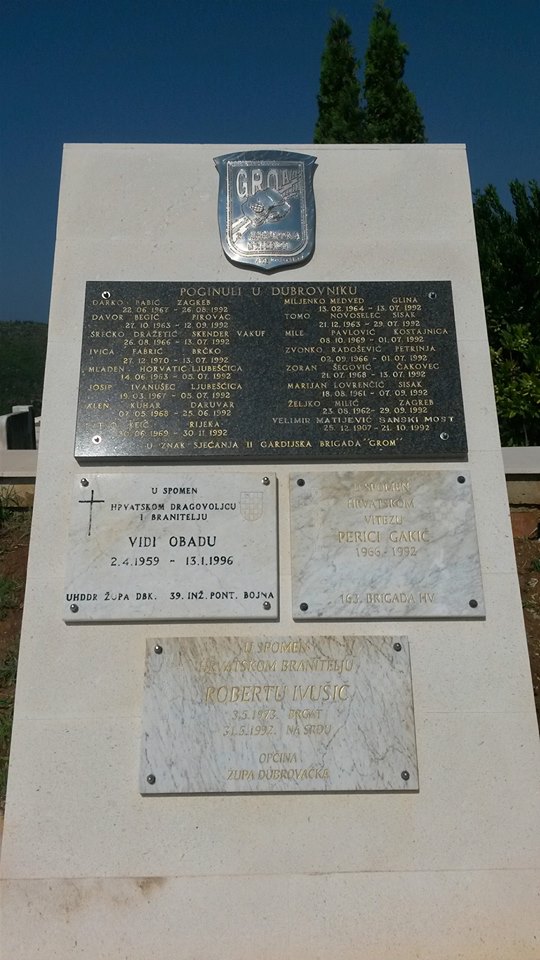 GROM
POGINULI U DUBROVNIKU
DARKO BABIĆ ZAGREB
22.06 1967 - 26 08 1992
DAVOR BEGIĆ PIROVAC
27. 10 1963 - 12 09 1992
SREĆKO DRAŽETIĆ SKENDER VAKUF
26. 08 1966 - 13. 07 1992
IVICA FABRIC BRČKO
27. 12 1970 - 13. 07 1992
MLADEN HORVATIĆ LJUBEŠĆICA
14. 06 1963 - 05. 07 1992
JOSIP IVANUŠEC LJUBEŠĆICA
19. 03 1967 - 05 07 1992
ALEN KUHAR DARUVAR
07 05 1968 - 25 06 1992
KEIĆ RIJEKA
06 1969 - 30 11 1992
MILJENKO MEDVED GLINA
13. 02 1964 - 13. 07 1992
TOMO NOVOSELEC SISAK
21. 12 1963 - 29. 07 1992
MILE PAVLOVIĆ KOSTAJNICA
08. 10 1969 - 01. 07 1992
ZVONKO RADOŠEVIĆ PETRINJA
02. 09 1966 - 01. 07 1992
ZORAN ŠEGOVIĆ ČAKOVEC
21. 07 1968 - 13. 07 1992
MARIJAN LOVRENČIĆ SISAK
18. 08 1961 - 07 09 1992
ŽELJKO MILIĆ ZAGREB
23. 08 1962 - 29 09 1992
VELIMIR MATIJEVIĆ SANSKI MOST
21 10 1992
U ZNAK SJEĆANJA II GARDIJSKA BRIGADA "GROM"
U SPOMEN
HRVATSKOM DRAGOVOLJCU
I BRANITELJU
VIDI OBADU
2.4.1959 - 13.1.1996
UHDDR ŽUPA DBK. 39. INŽ. PONT. BOJNA
U SPOMEN
HRVATSKOM
VITEZU
PERICI GAKIĆ
1966 - 1992
163. BRIGADA HV
U SPOMEN
HRVATSKOM BRANITELJU
ROBERTU IVUŠIĆ
3.5.1973.
31.5.1992. NA SRĐU
OPĆINA
ŽUPA DUBROVAČKA